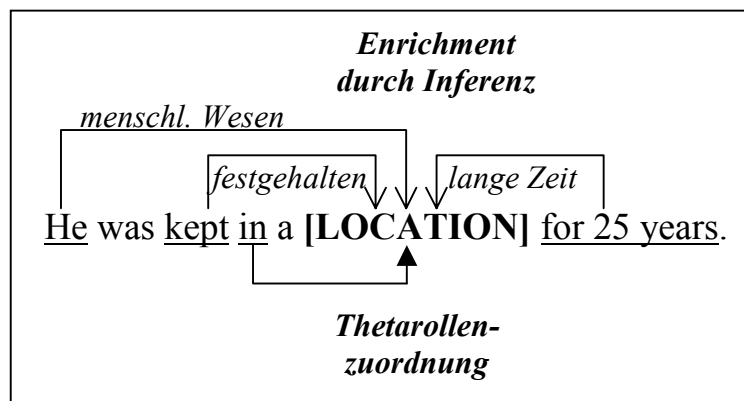 Enrichment
durch Inferenz
menschl. Wesen
festgehalten lange Zeit
He was kept in a [LOCATION] for 25 years.
Thetarollen-
zuordnung